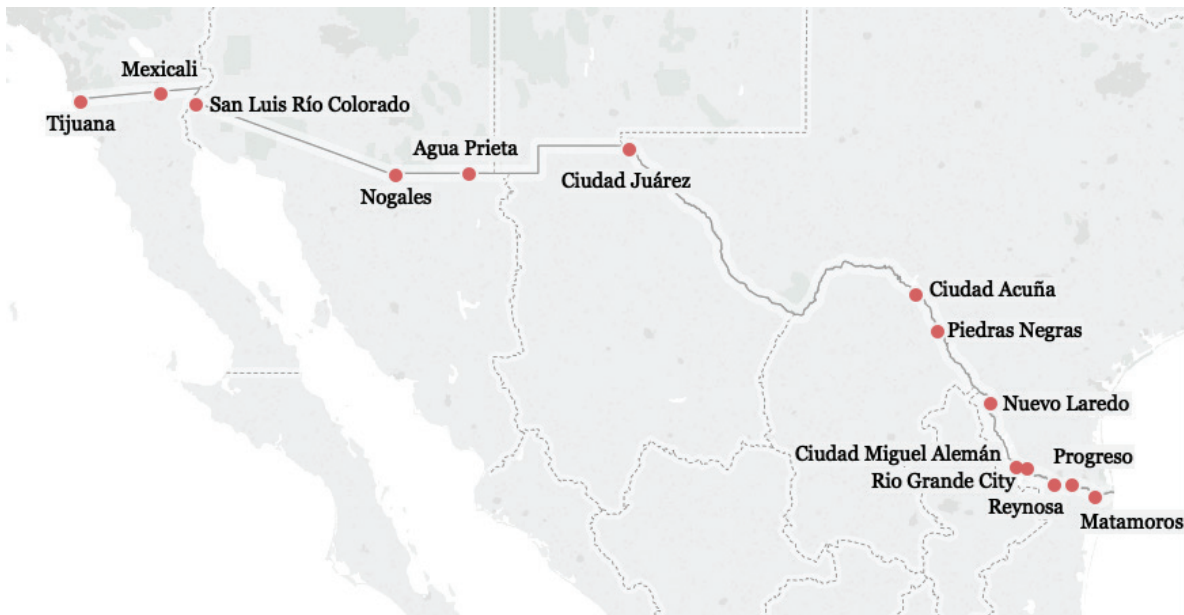 Mexicali
Tijuana
San Luis Río Colorado
Agua Prieta
Nogales
Ciudad Juárez
Ciudad Acuña
Piedras Negras
Nuevo Laredo
Ciudad Miguel Alemán
Progreso
Rio Grande City
Reynosa
Matamoros